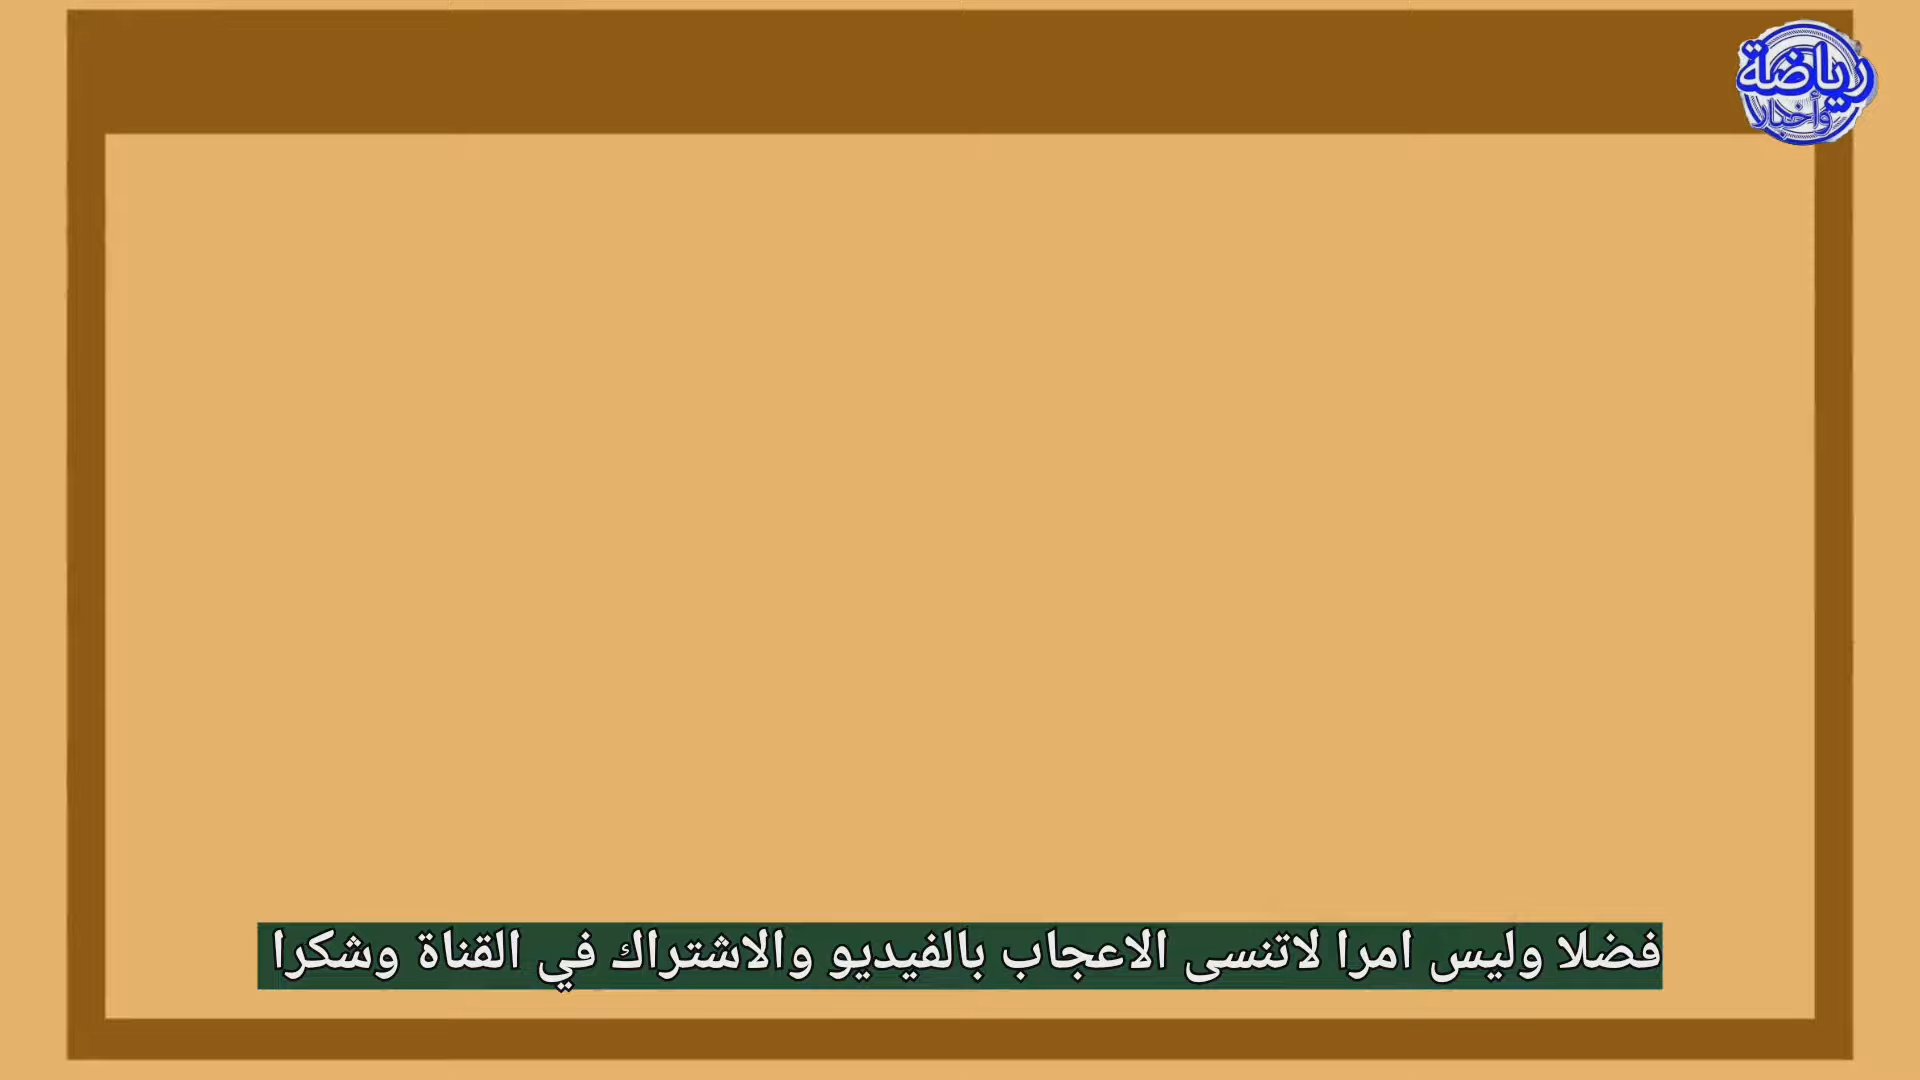 رياضة
وأخبار
فضلا وليس امرا لاتنسى الاعجاب بالفيديو والاشتراك في القناة وشكرا